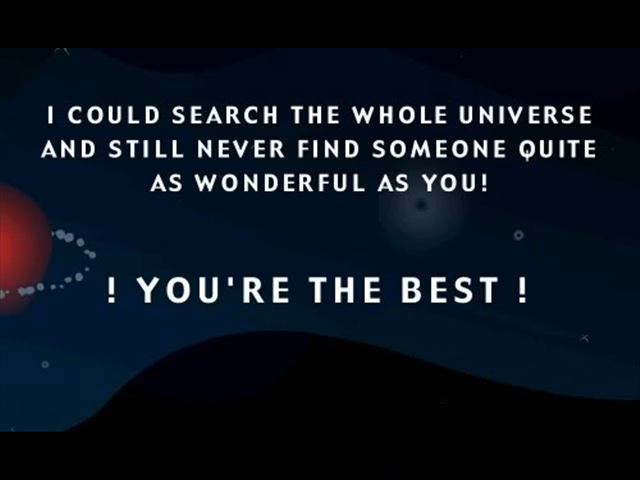 I COULD SEARCH THE WHOLE UNIVERSE
AND STILL NEVER FIND SOMEONE QUITE
AS WONDERFUL AS YOU!
! YOU'RE THE BEST !